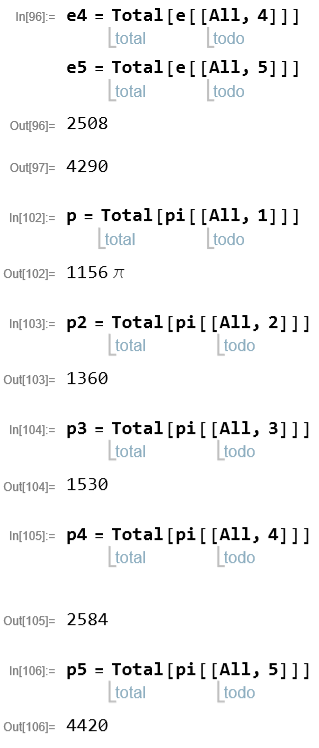 In[96]:= e4 = Total[e[[All, 4]]]
total todo
e5 = Total[e[[All, 5]]]
total todo
Out[96]= 2508
Out[97]= 4290
In[102]:= p = Total[pi[[All, 1]]]
total todo
Out[102]= 1156 π
In[103]:= p2 = Total[pi[[All, 2]]]
total todo
Out[103]= 1360
In[104]:= p3 = Total[pi[[All, 3]]]
total todo
Out[104]= 1530
In[105]:= p4 = Total[pi[[All, 4]]]
total todo
Out[105]= 2584
In[106]:= p5 = Total[pi[[All, 5]]]
total todo
Out[106]= 4420